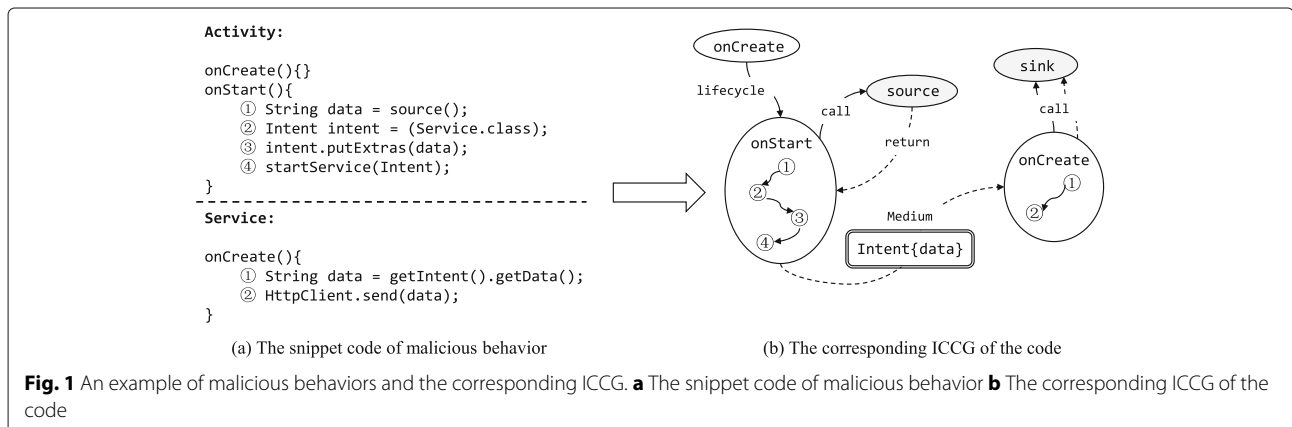 Activity:
onCreate(){}
onStart(){
① String data = source();
② Intent intent = (Service.class);
③ intent.putExtras(data);
④ startService(Intent);
}
Service:
onCreate(){
① String data = getIntent().getData();
② HttpClient.send(data);
}
(a) The snippet code of malicious behavior
onCreate
lifecycle
call
source
return
onStart
①
②
③
④
Medium
Intent{data}
sink
call
onCreate
①
②
(b) The corresponding ICCG of the code
Fig. 1 An example of malicious behaviors and the corresponding ICCG. a The snippet code of malicious behavior b The corresponding ICCG of the
code